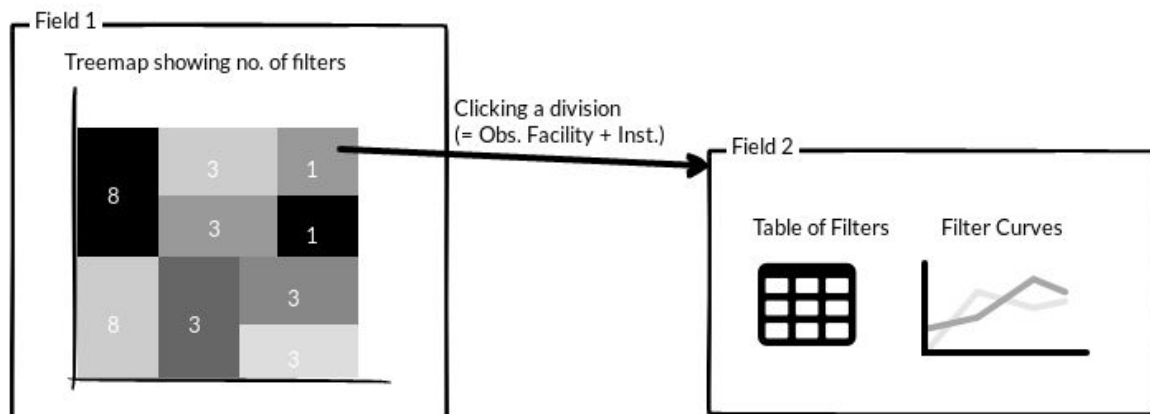 Field 1
Treemap showing no. of filters
8
3
1
3
1
8
3
3
3
Clicking a division
(= Obs. Facility + Inst.)
Field 2
Table of Filters
Filter Curves